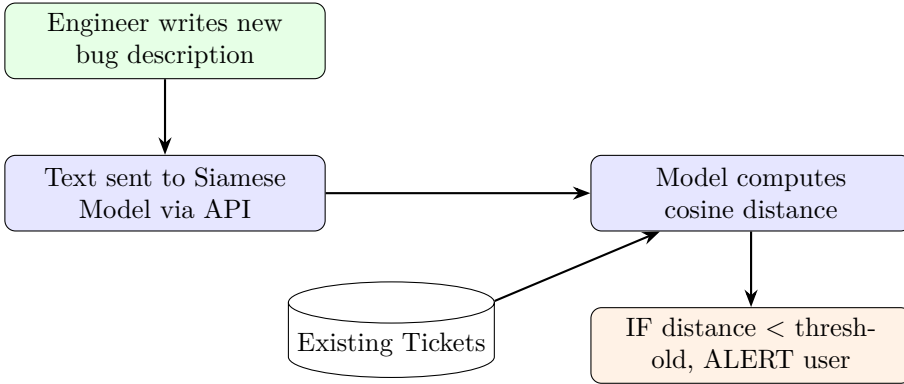 Engineer writes new
bug description
Text sent to Siamese
Model via API
Model computes
cosine distance
Existing Tickets
IF distance < thresh-
old, ALERT user